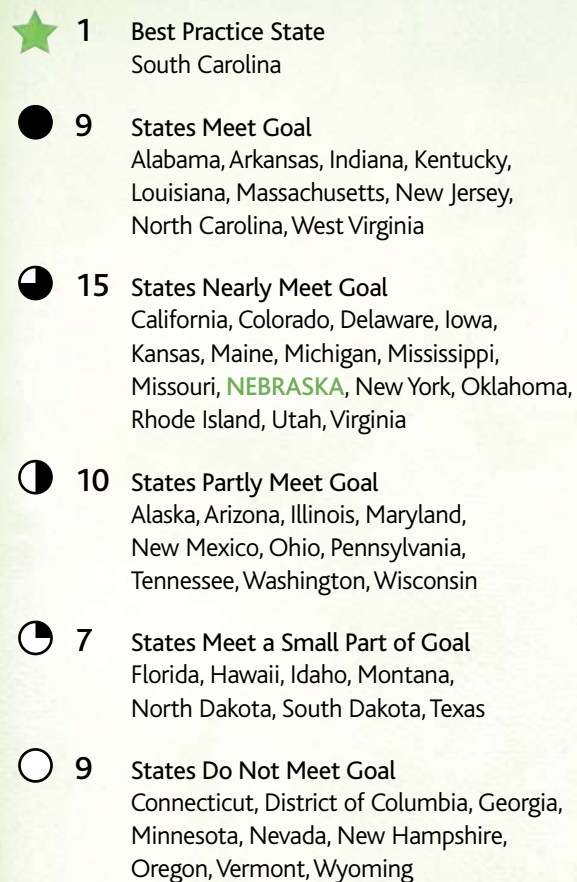 1 Best Practice State
South Carolina
9 States Meet Goal
Alabama, Arkansas, Indiana, Kentucky,
Louisiana, Massachusetts, New Jersey,
North Carolina, West Virginia
15 States Nearly Meet Goal
California, Colorado, Delaware, Iowa,
Kansas, Maine, Michigan, Mississippi,
Missouri, NEBRASKA, New York, Oklahoma,
Rhode Island, Utah, Virginia
10 States Partly Meet Goal
Alaska, Arizona, Illinois, Maryland,
New Mexico, Ohio, Pennsylvania,
Tennessee, Washington, Wisconsin
7 States Meet a Small Part of Goal
Florida, Hawaii, Idaho, Montana,
North Dakota, South Dakota, Texas
9 States Do Not Meet Goal
Connecticut, District of Columbia, Georgia,
Minnesota, Nevada, New Hampshire,
Oregon, Vermont, Wyoming